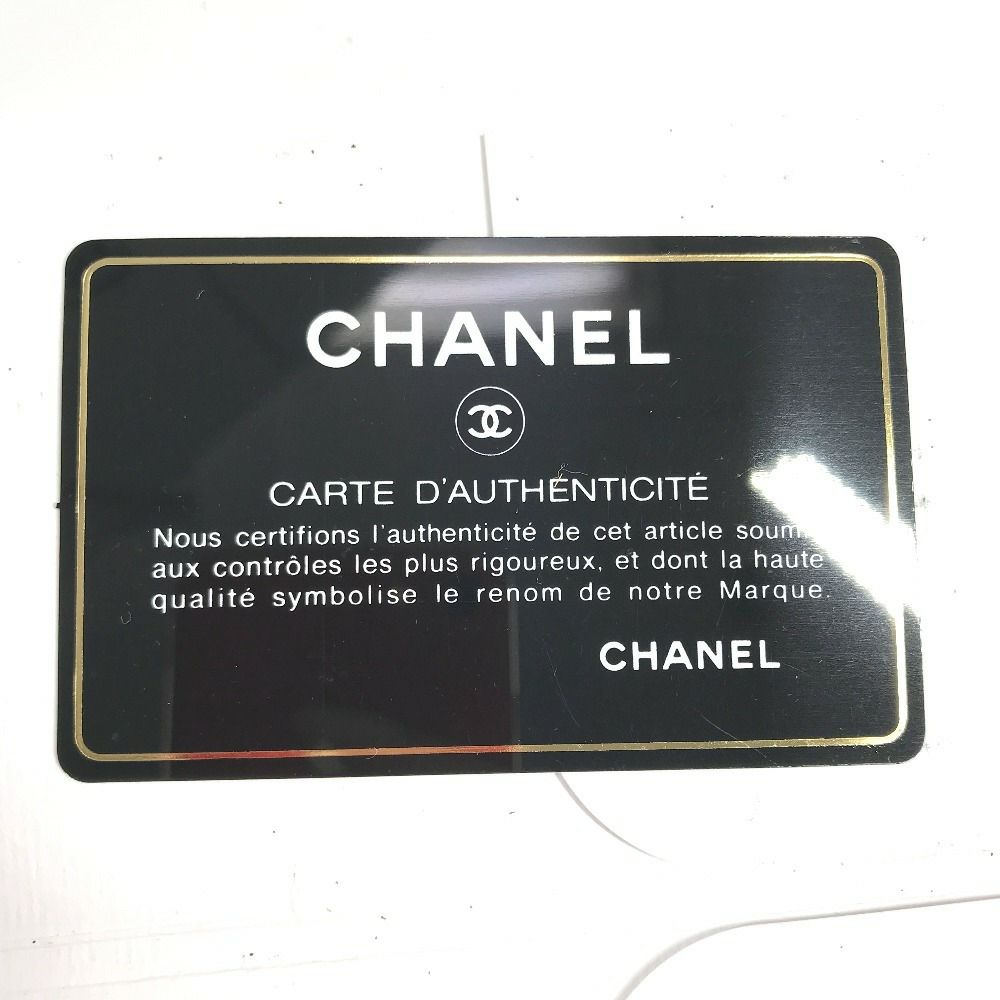 CHANEL
CARTE D'AUTHENTICITÉ
Nous certifions l'authenticité de cet article
aux contrôles les plus rigoureux, et dont la haute
qualité symbolise le renom de notre Marque.
CHANEL